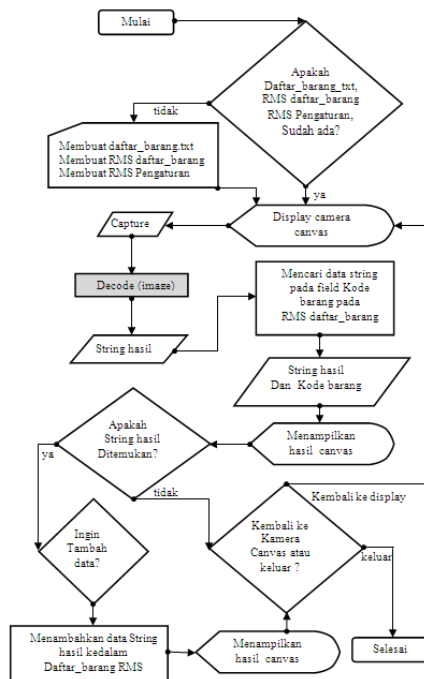 Mulai
Apakah
Daftar_barang_txt,
RMS daftar_barang
RMS Pengaturan,
Sudah ada?
tidak
Membuat daftar_barang.txt
Membuat RMS daftar_barang
Membuat RMS Pengaturan
ya
Capture
Display camera
canvas
Decode (image)
Mencari data string
pada field Kode
barang pada
RMS daftar_barang
String hasil
String hasil
Dan Kode barang
Apakah
String hasil
Ditemukan?
Menampilkan
hasil canvas
ya
tidak
Kembali ke display
Ingin
Tambah
data?
Kembali ke
Kamera
Canvas atau
keluar ?
keluar
Menambahkan data String
hasil kedalam
Daftar_barang RMS
Menampilkan
hasil canvas
Selesai